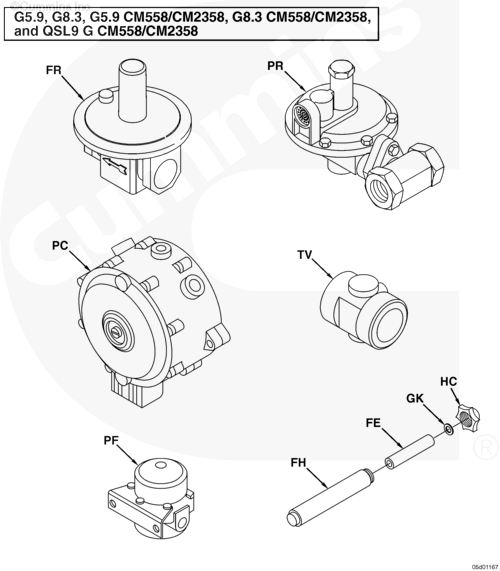 ©Cummins Inc.
G5.9, G8.3, G5.9 CM558/CM2358, G8.3 CM558/CM2358,
and QSL9 G CM558/CM2358
FR
PR
Cummins
PC
TV
HC
GK
FE
PF
FH
®
05d01167